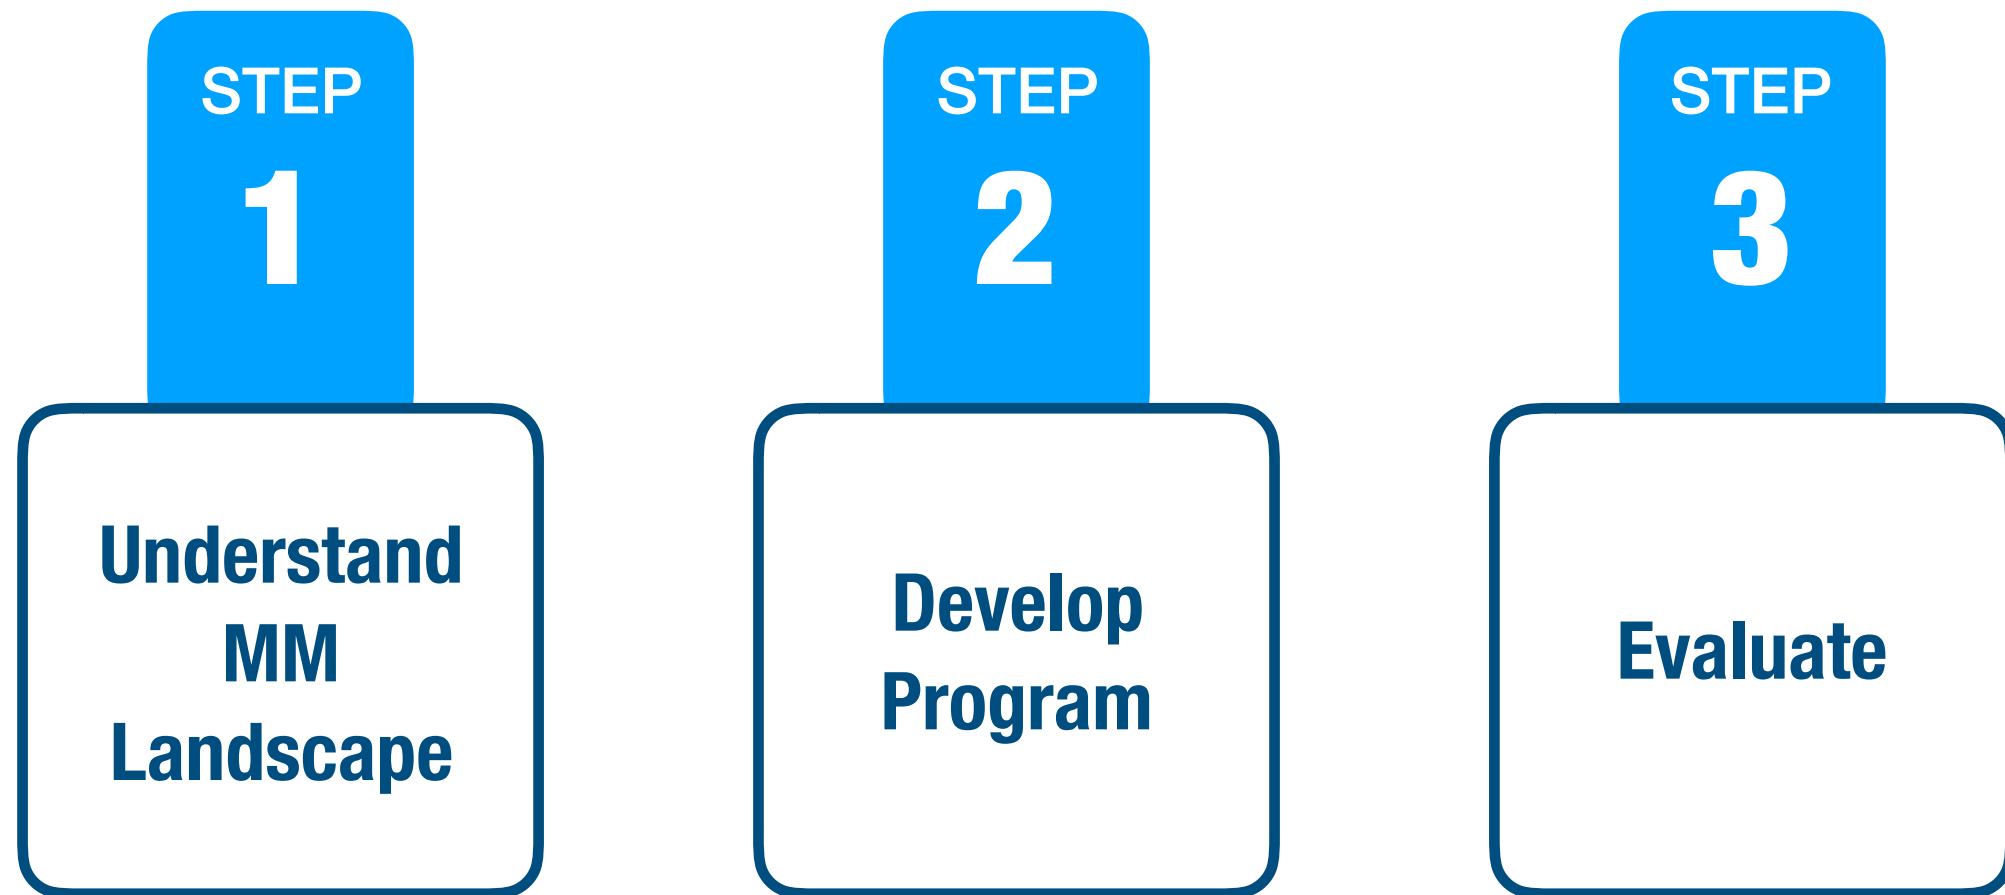 STEP
1
Understand
MM
Landscape
STEP
2
Develop
Program
STEP
3
Evaluate